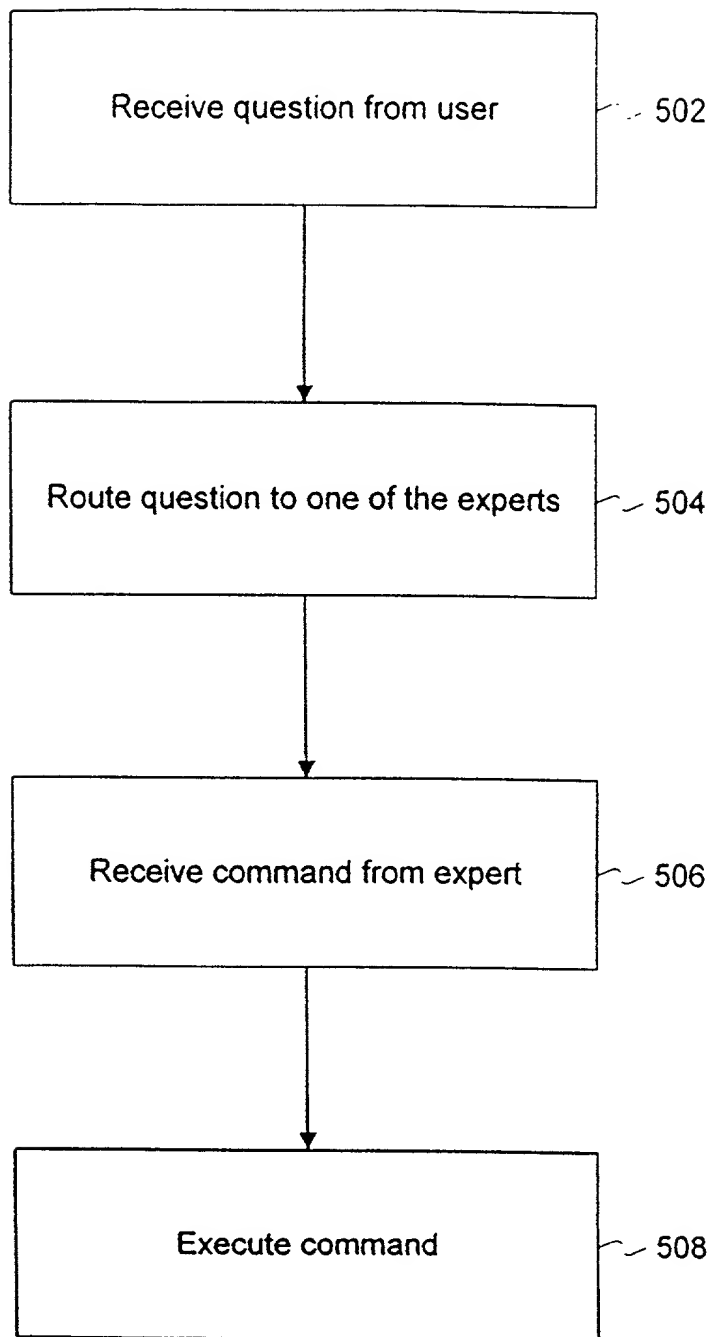 Receive question from user
502
Route question to one of the experts
504
Receive command from expert
506
Execute command
508